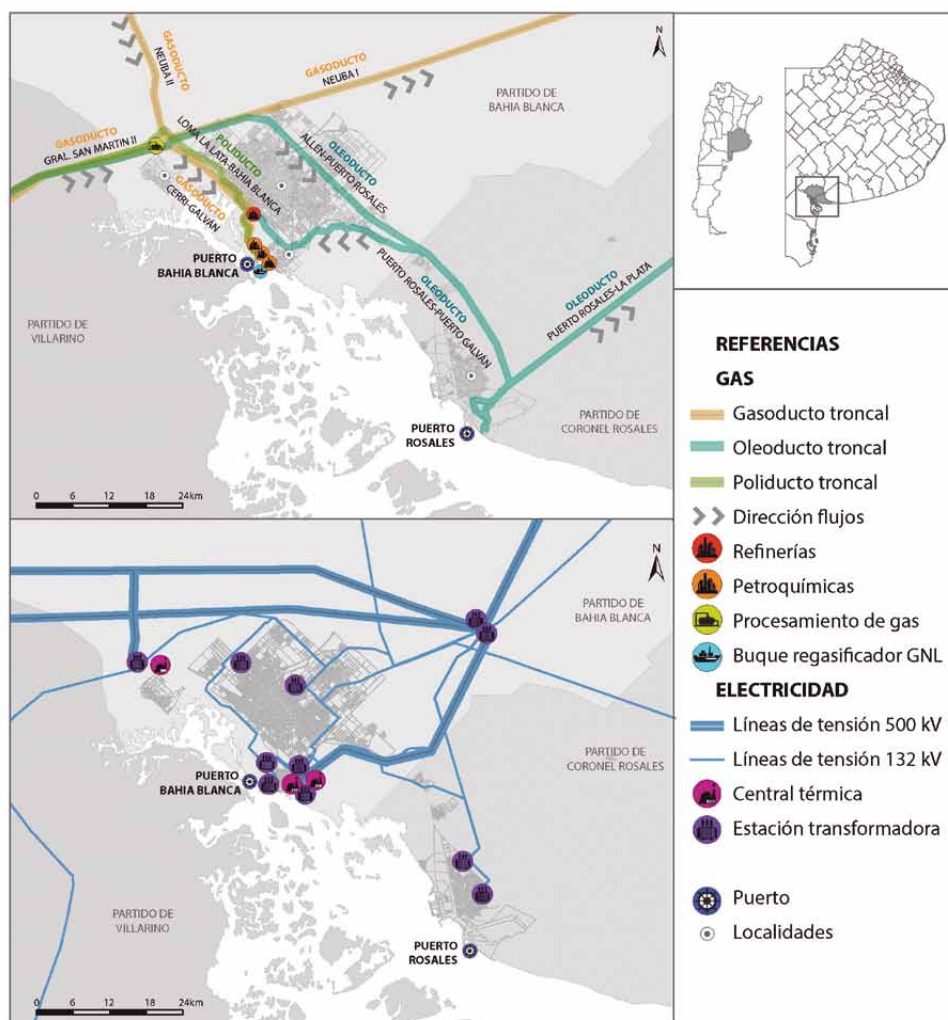 GASODUCTO
NEUBA II
GASODUCTO
NEUBA I
N
PARTIDO DE
BAHIA BLANCA
GASODUCTO
GRAL. SAN MARTIN II
POLIDUCTO
LOMA LA LATA-BAHIA BLANCA
GASODUCTO
CERRI-GALVÁN
OLEODUCTO
ALLEN-PUERTO ROSALES
PUERTO
BAHIA BLANCA
OLEODUCTO
PUERTO ROSALES-PUERTO GALVÁN
OLEODUCTO
PUERTO ROSALES-LA PLATA
PARTIDO DE
VILLARINO
PARTIDO DE
CORONEL ROSALES
PUERTO
ROSALES
0 6 12 18 24km
N
PARTIDO DE
BAHIA BLANCA
PARTIDO DE
CORONEL ROSALES
PUERTO
BAHIA BLANCA
PARTIDO DE
VILLARINO
PUERTO
ROSALES
0 6 12 18 24km
REFERENCIAS
GAS
Gasoducto troncal
Oleoducto troncal
Poliducto troncal
Dirección flujos
Refinerías
Petroquímicas
Procesamiento de gas
Buque regasificador GNL
ELECTRICIDAD
Líneas de tensión 500 kV
Líneas de tensión 132 kV
Central térmica
Estación transformadora
Puerto
Localidades